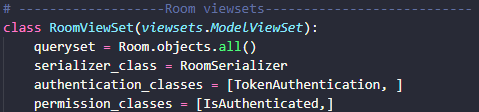 # -------------------Room viewsets---------------------------
class RoomViewSet(viewsets.ModelViewSet):
    queryset = Room.objects.all()
    serializer_class = RoomSerializer
    authentication_classes = [TokenAuthentication, ]
    permission_classes = [IsAuthenticated,]